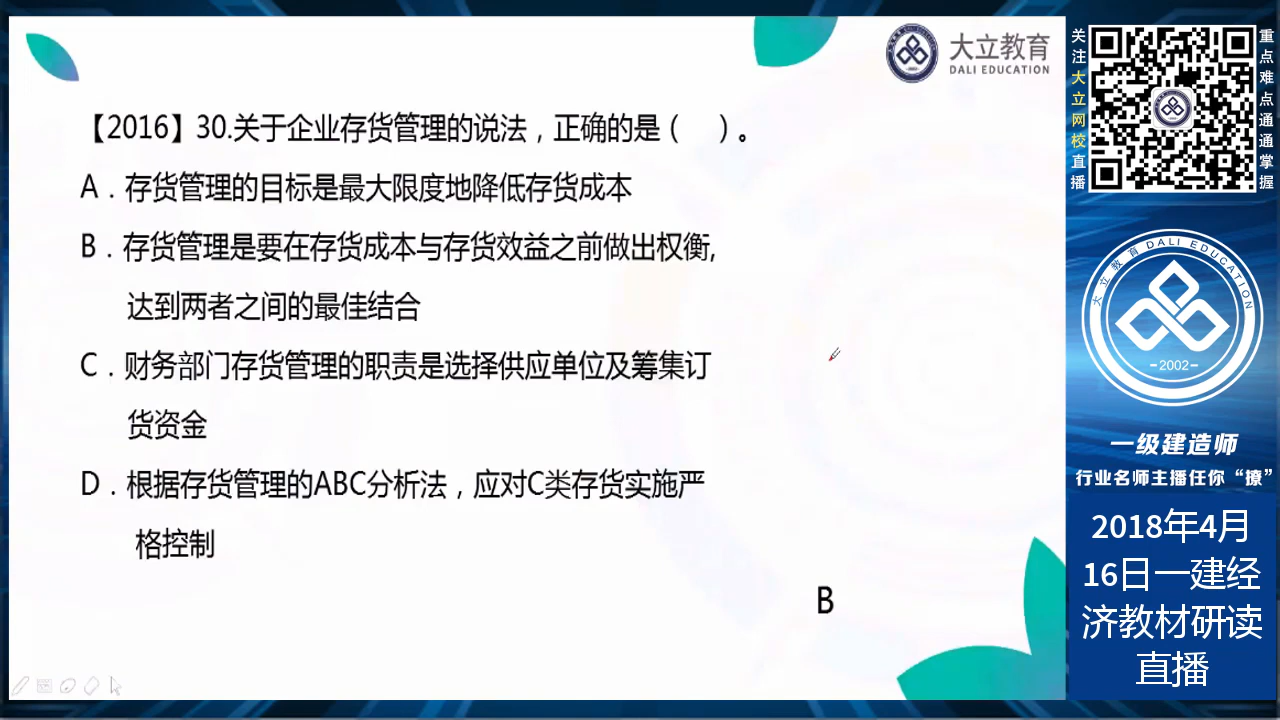 大立教育
DALI EDUCATION
【2016】30.关于企业存货管理的说法，正确的是（ ）。
A．存货管理的目标是最大限度地降低存货成本
B．存货管理是要在存货成本与存货效益之前做出权衡,
达到两者之间的最佳结合
C．财务部门存货管理的职责是选择供应单位及筹集订
货资金
D．根据存货管理的ABC分析法，应对C类存货实施严
格控制
B
关注大立网校直播
重点难点通通掌握
大立教育 DALI EDUCATION
2002
一级建造师
行业名师主播任你“撩”
2018年4月
16日一建经
济教材研读
直播